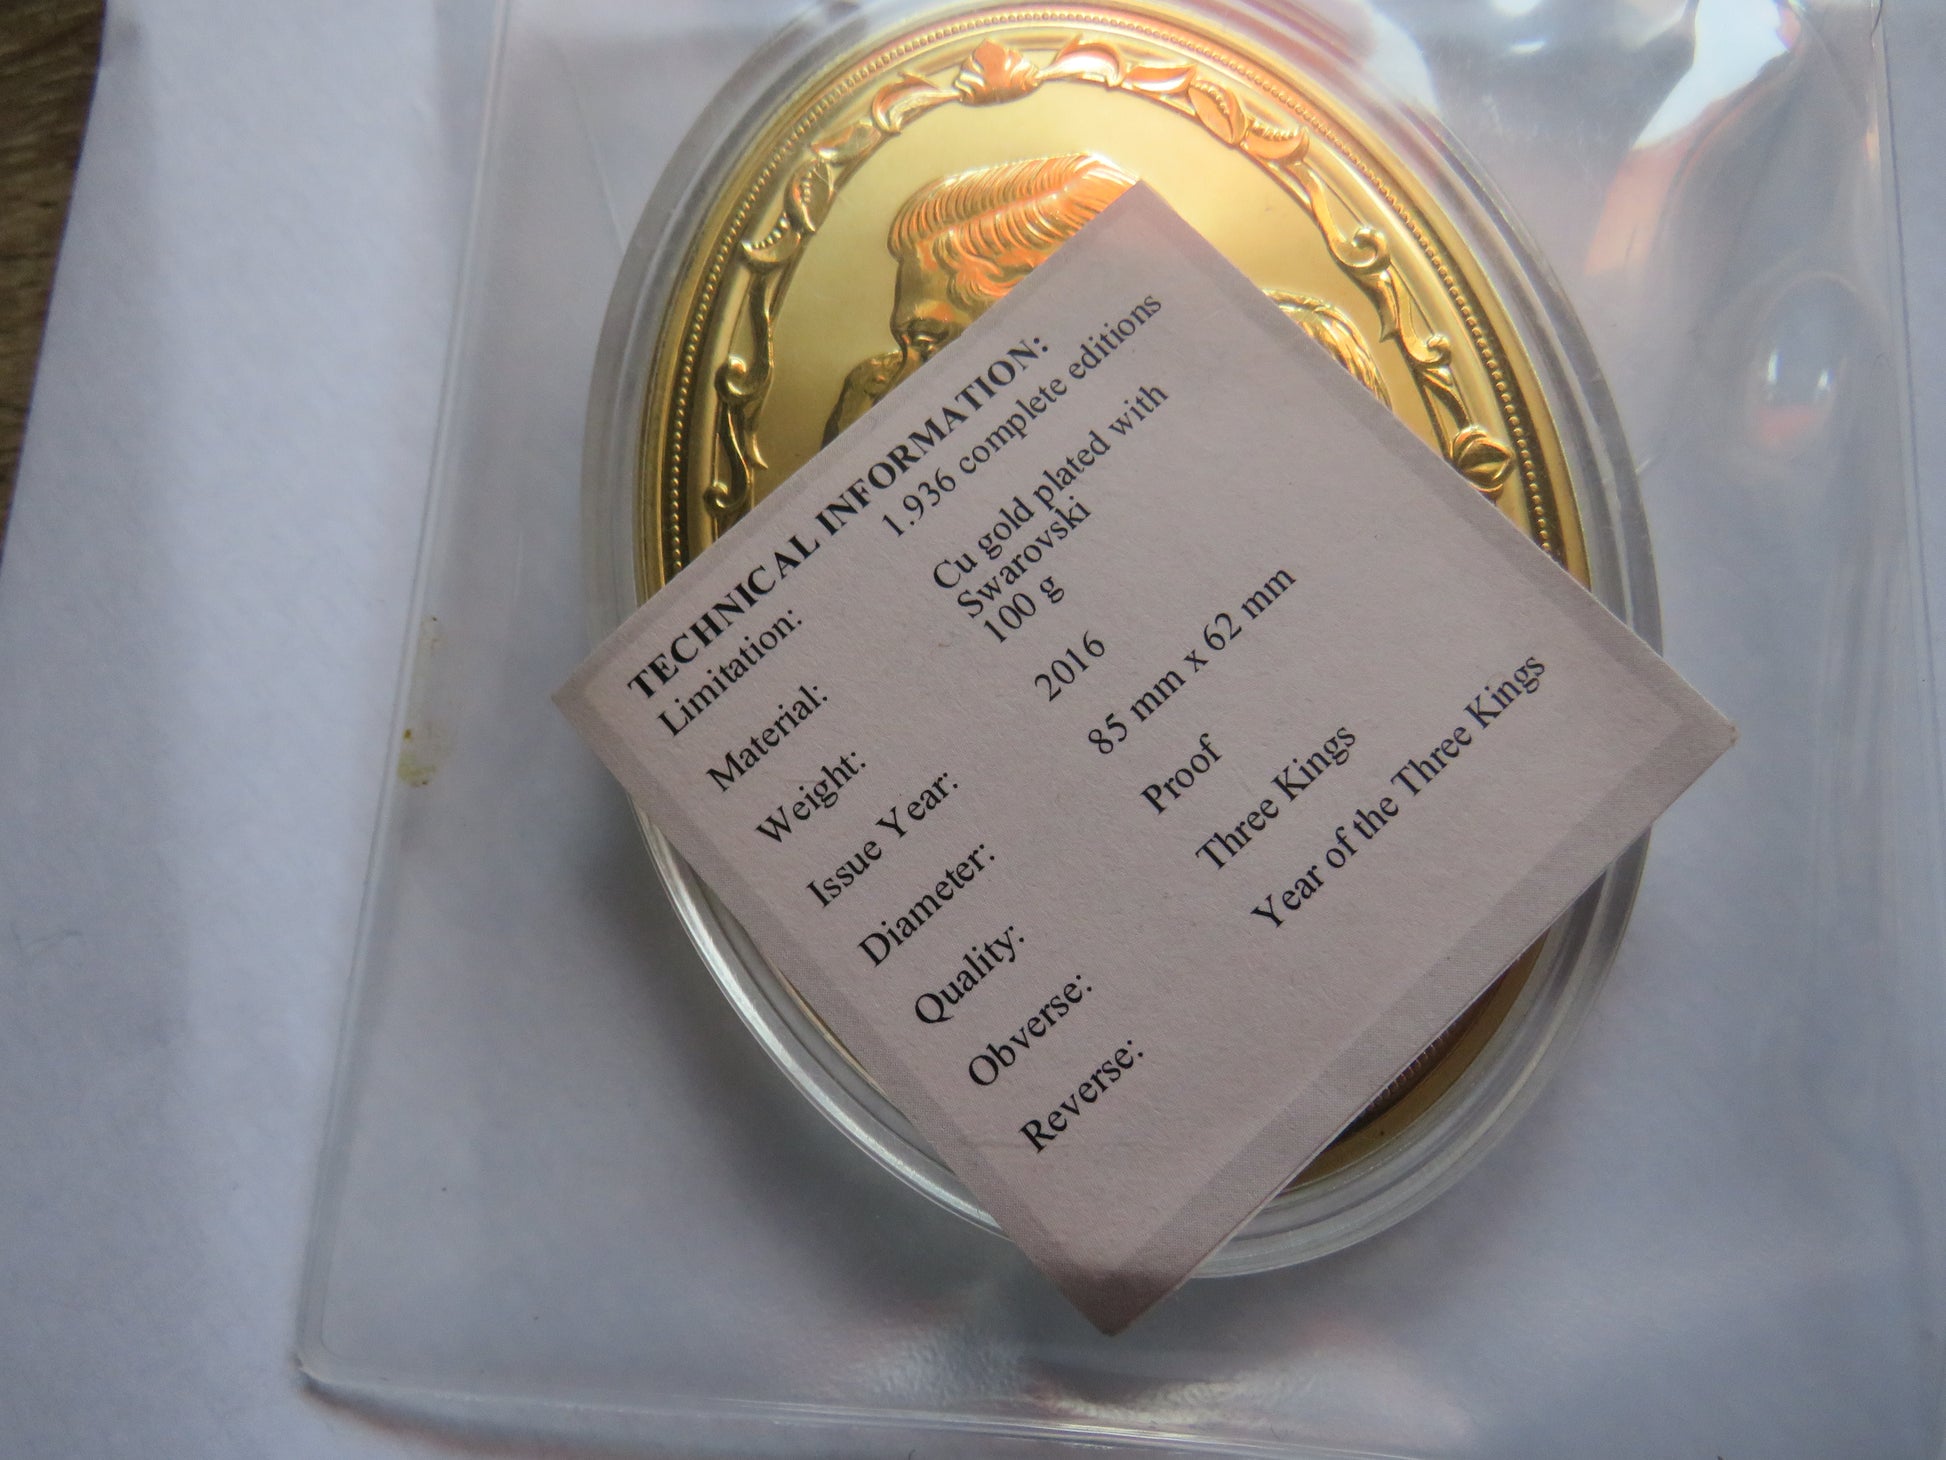 TECHNICAL INFORMATION:
Limitation: 1.936 complete editions
Material: Cu gold plated with
Swarovski
Weight: 100 g
Issue Year: 2016
Diameter: 85 mm x 62 mm
Quality: Proof
Obverse: Three Kings
Reverse: Year of the Three Kings